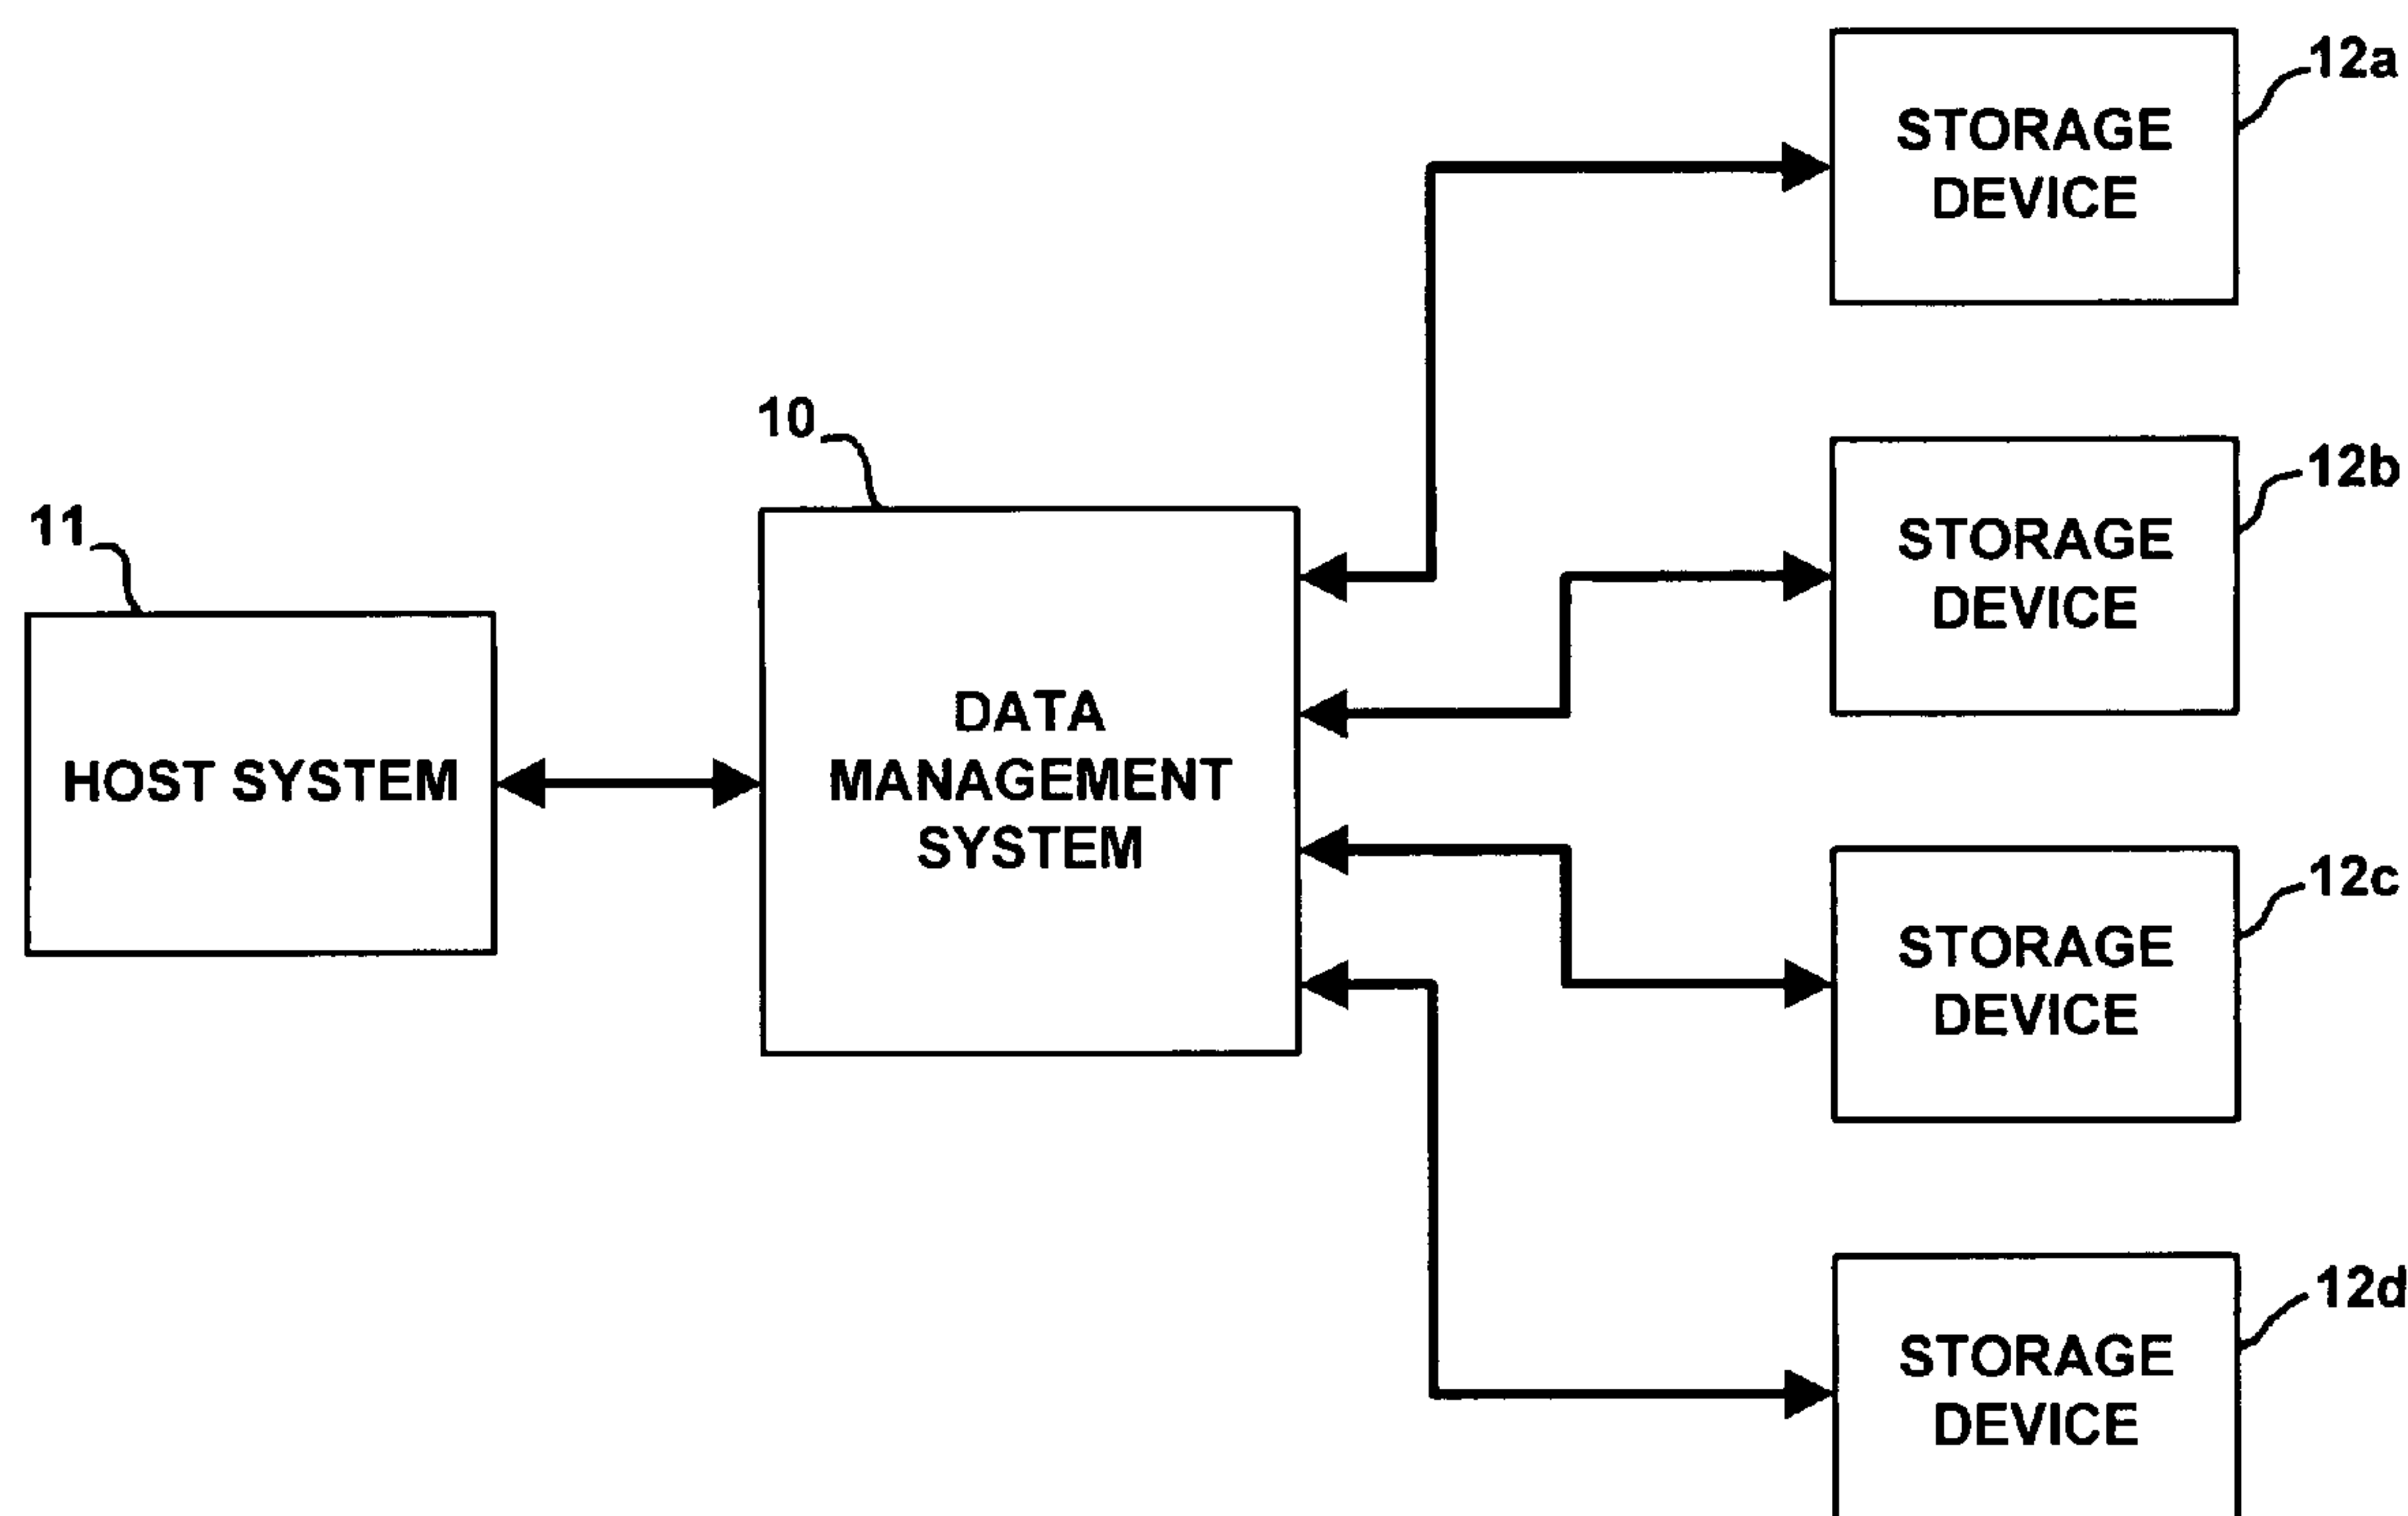 12a
STORAGE
DEVICE
10
12b
11
STORAGE
DEVICE
DATA
MANAGEMENT
SYSTEM
HOST SYSTEM
12c
STORAGE
DEVICE
12d
STORAGE
DEVICE